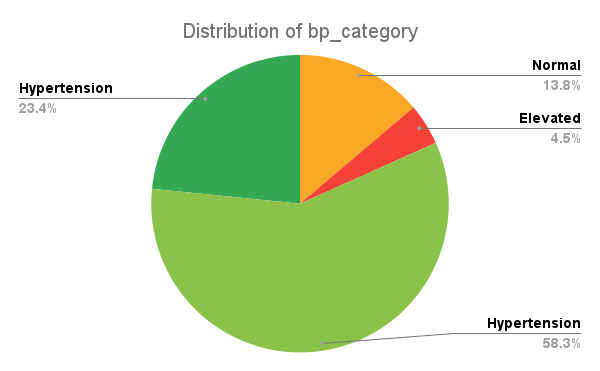 Distribution of bp_category
Normal
13.8%
Hypertension
23.4%
Elevated
4.5%
Hypertension
58.3%